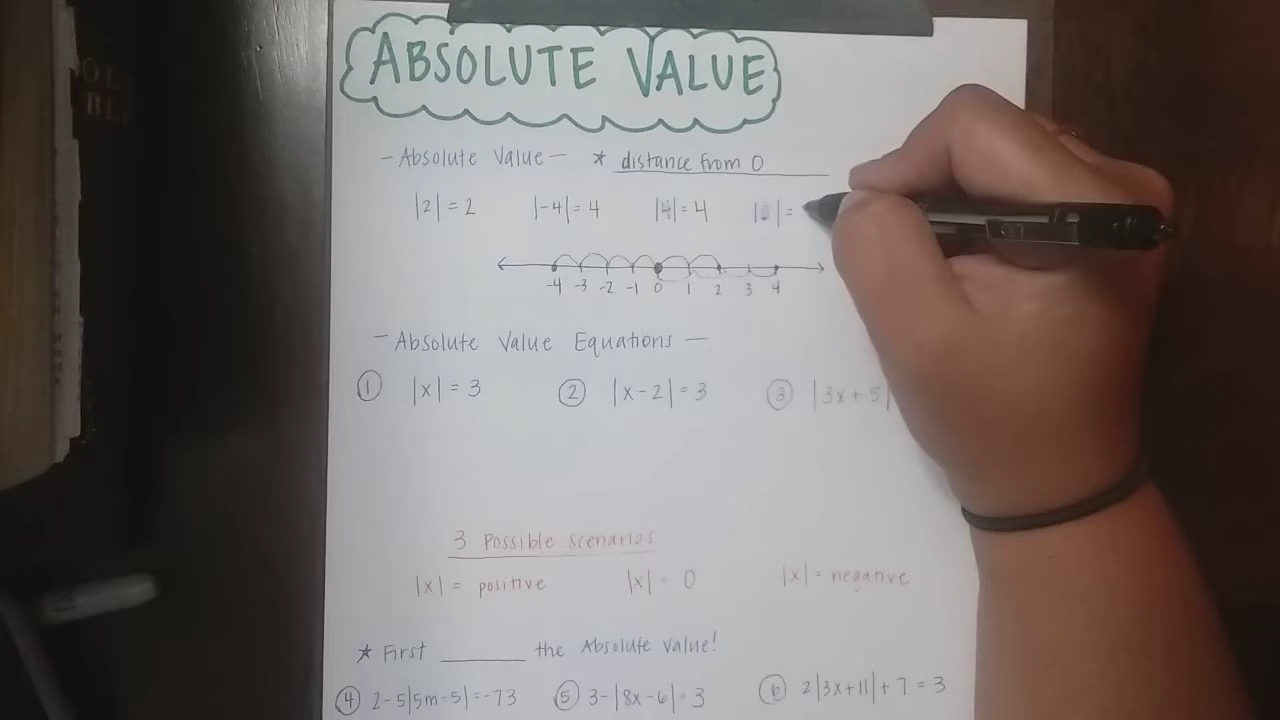 ABSOLUTE VALUE
- Absolute Value - * distance from 0
|2| = 2 |-4| = 4 |4| = 4 |0| =
-4 -3 -2 -1 0 1 2 3 4
- Absolute Value Equations -
① |x| = 3 ② |x-2| = 3 ③ |3x+5|
3 Possible Scenarios
|x| = positive |x| = 0 |x| = negative
* First ______ the Absolute Value!
④ 2-5|5m-5|=-73 ⑤ 3-|8x-6|=3 ⑥ 2|3x+11|+7=3